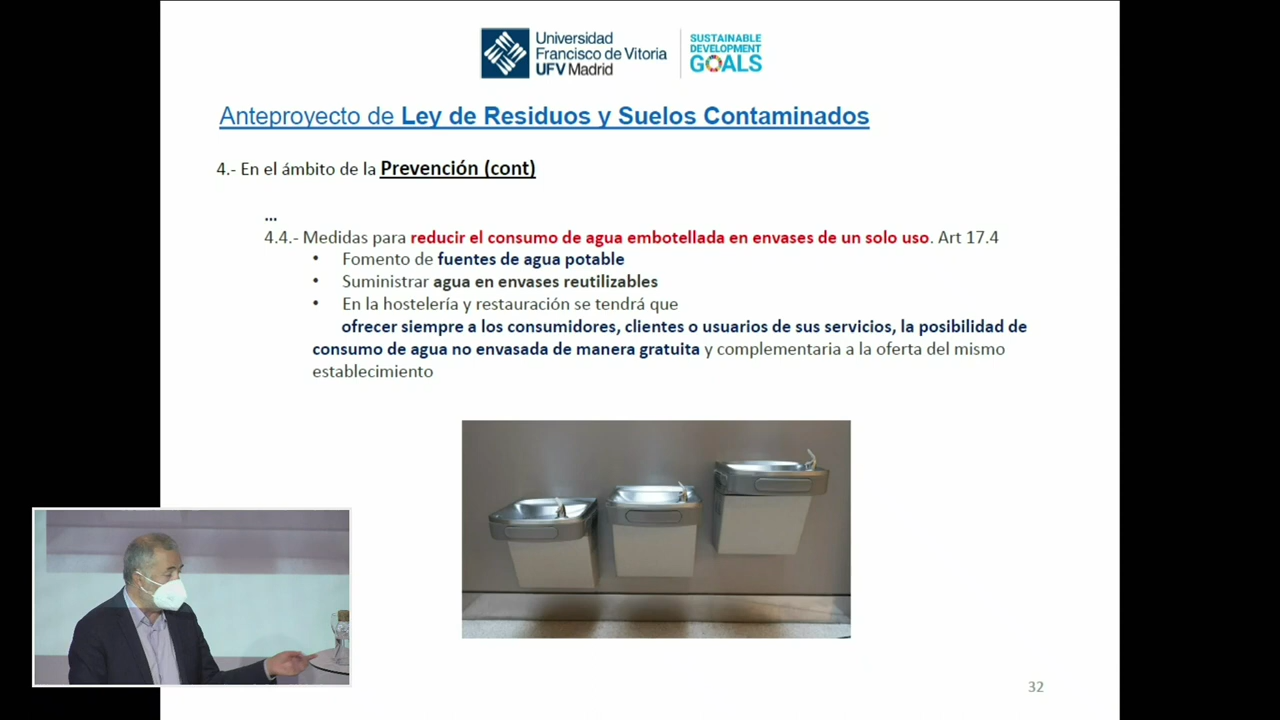 Universidad
Francisco de Vitoria
UFV Madrid
SUSTAINABLE
DEVELOPMENT
GOALS
Anteproyecto de Ley de Residuos y Suelos Contaminados
4.- En el ámbito de la Prevención (cont)
...
4.4.- Medidas para reducir el consumo de agua embotellada en envases de un solo uso. Art 17.4
• Fomento de fuentes de agua potable
• Suministrar agua en envases reutilizables
• En la hostelería y restauración se tendrá que
ofrecer siempre a los consumidores, clientes o usuarios de sus servicios, la posibilidad de
consumo de agua no envasada de manera gratuita y complementaria a la oferta del mismo
establecimiento
32